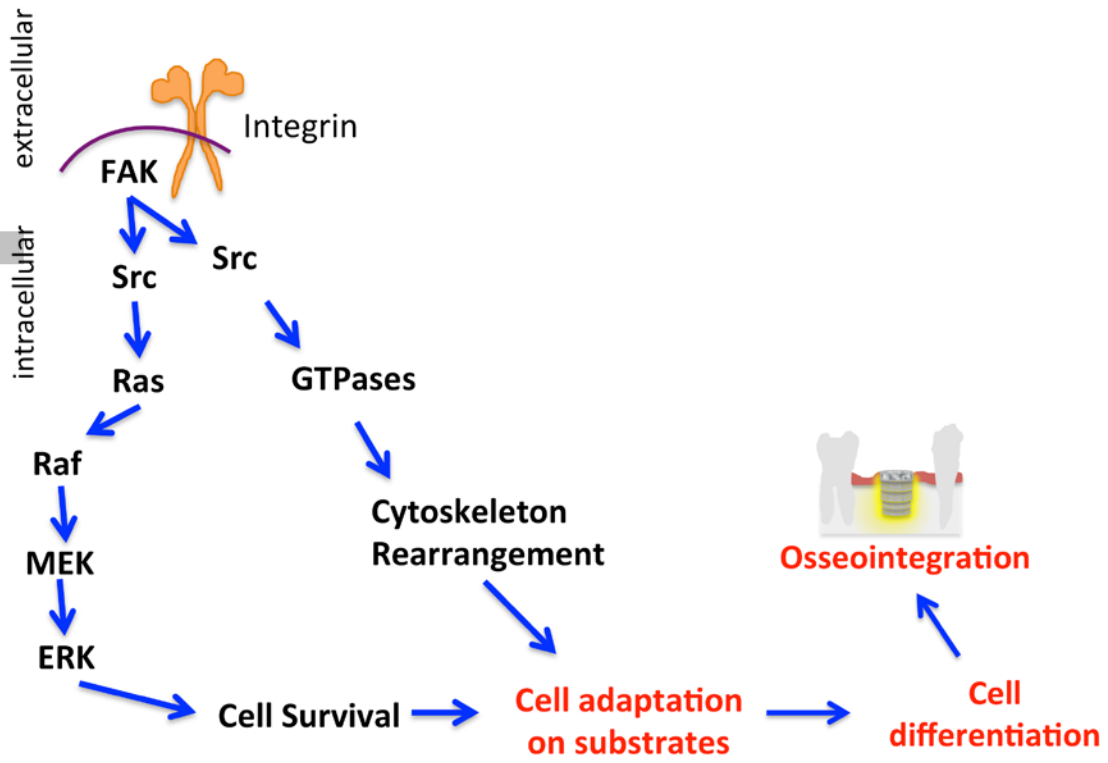 extracellular
Integrin
FAK
intracellular
Src
Src
Ras
GTPases
Raf
Cytoskeleton
Rearrangement
MEK
Osseointegration
ERK
Cell Survival
Cell adaptation
on substrates
Cell
differentiation